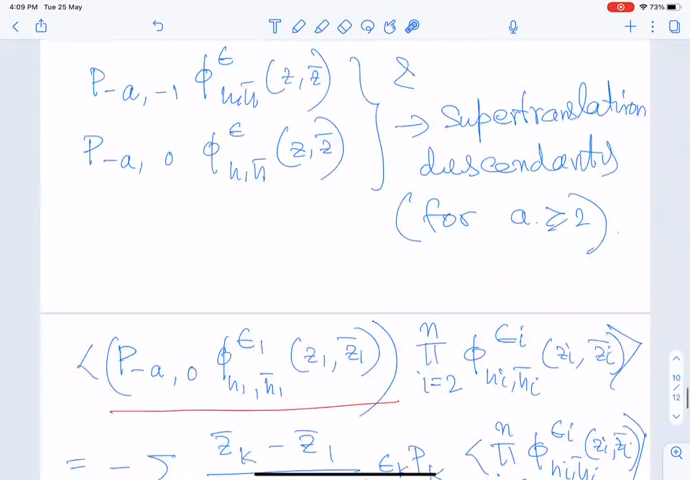 4:09 PM Tue 25 May
73%
P_{-a,-1} ϕ^ϵ_{h,h̄}(z, z̄)
P_{-a,0} ϕ^ϵ_{h,h̄}(z, z̄)
→ Supertranslation
descendants
(for a ≥ 2).
⟨(P_{-a,0} ϕ^{ϵ_1}_{h_1,h̄_1}(z_1, z̄_1)) ∏_{i=2}^{n} ϕ^{ϵ_i}_{h_i,h̄_i}(z_i, z̄_i)⟩
= - ∑ z̄_k - z̄_1 ϵ_k P_k ⟨∏^{n} ϕ^{ϵ_i}_{h_i,h̄_i}(z_i, z̄_i)
10
/
12